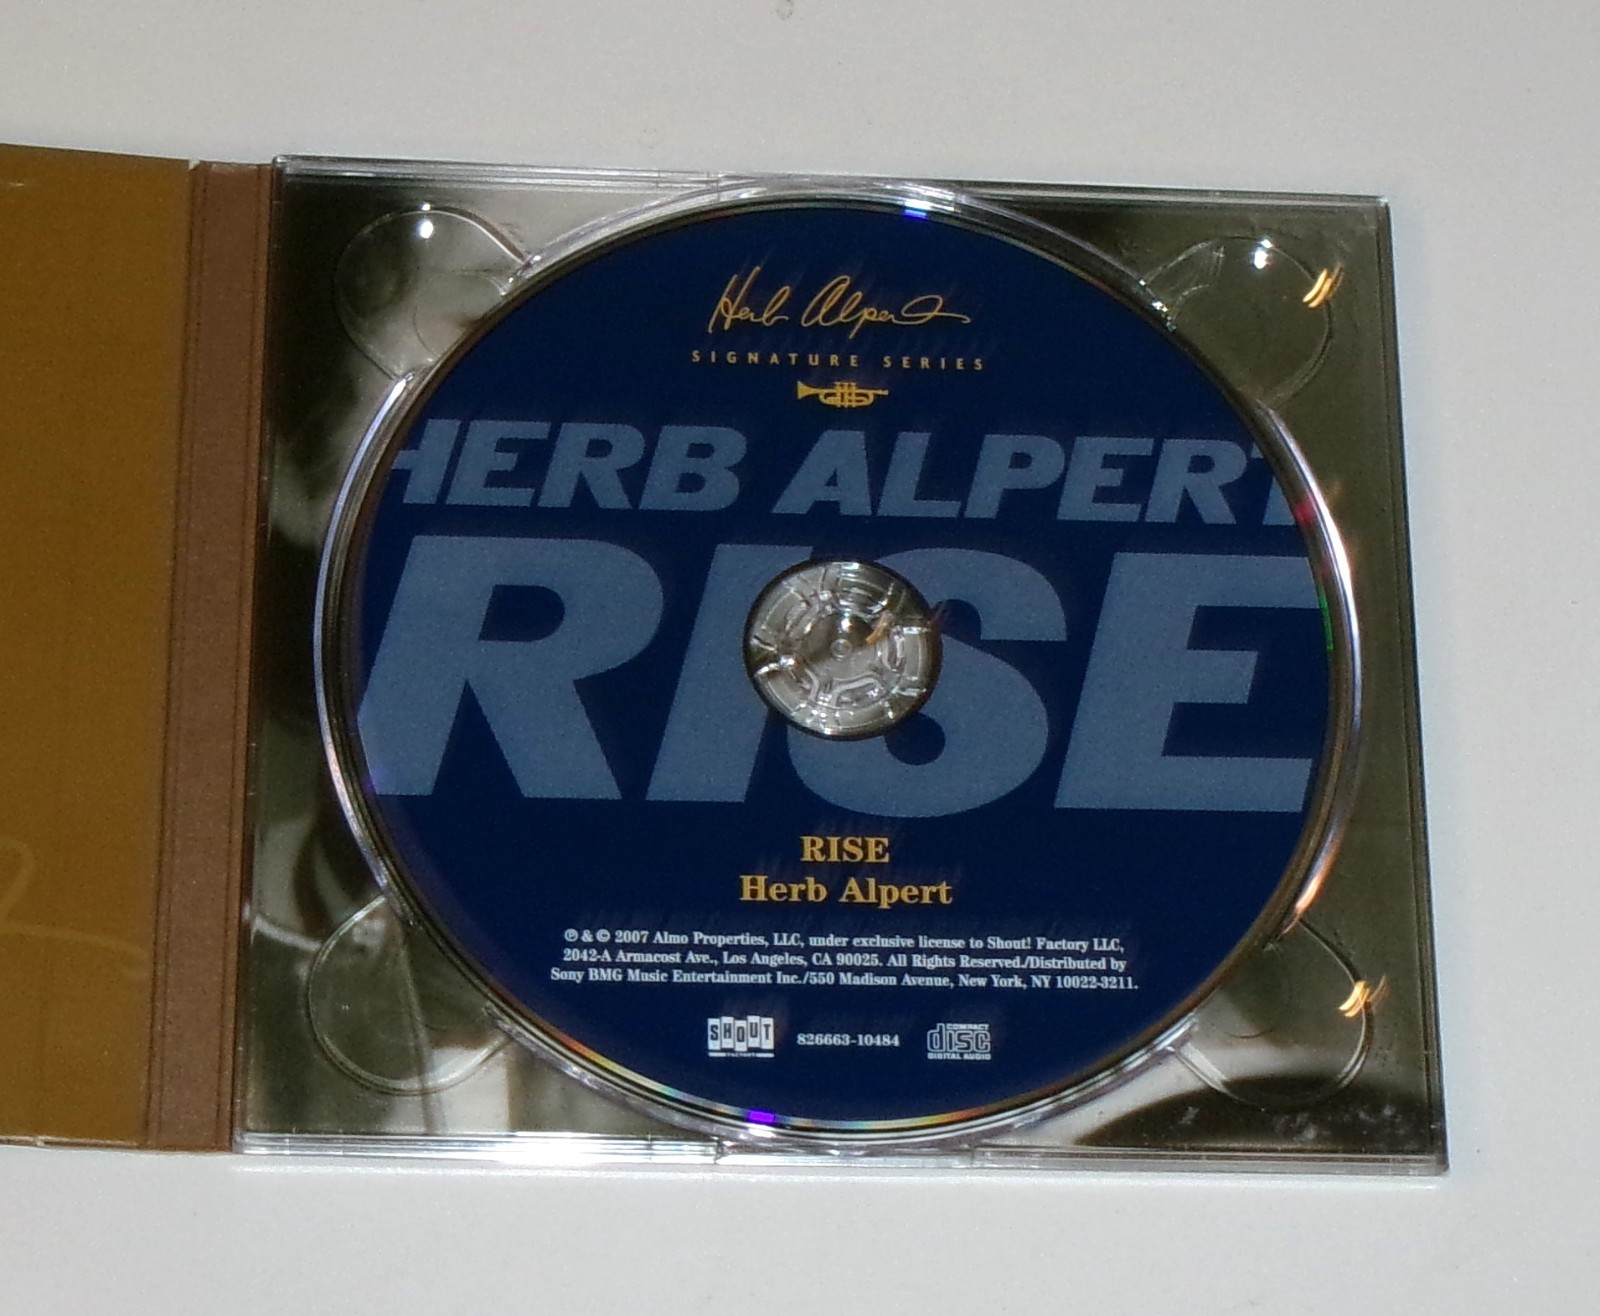 Herb Alpert
SIGNATURE SERIES
HERB ALPERT
RISE
RISE
Herb Alpert
℗ & © 2007 Almo Properties, LLC, under exclusive license to Shout! Factory LLC,
2042-A Armacost Ave., Los Angeles, CA 90025. All Rights Reserved./Distributed by
Sony BMG Music Entertainment Inc./550 Madison Avenue, New York, NY 10022-3211.
SHOUT
FACTORY
826663-10484
COMPACT
disc
DIGITAL AUDIO